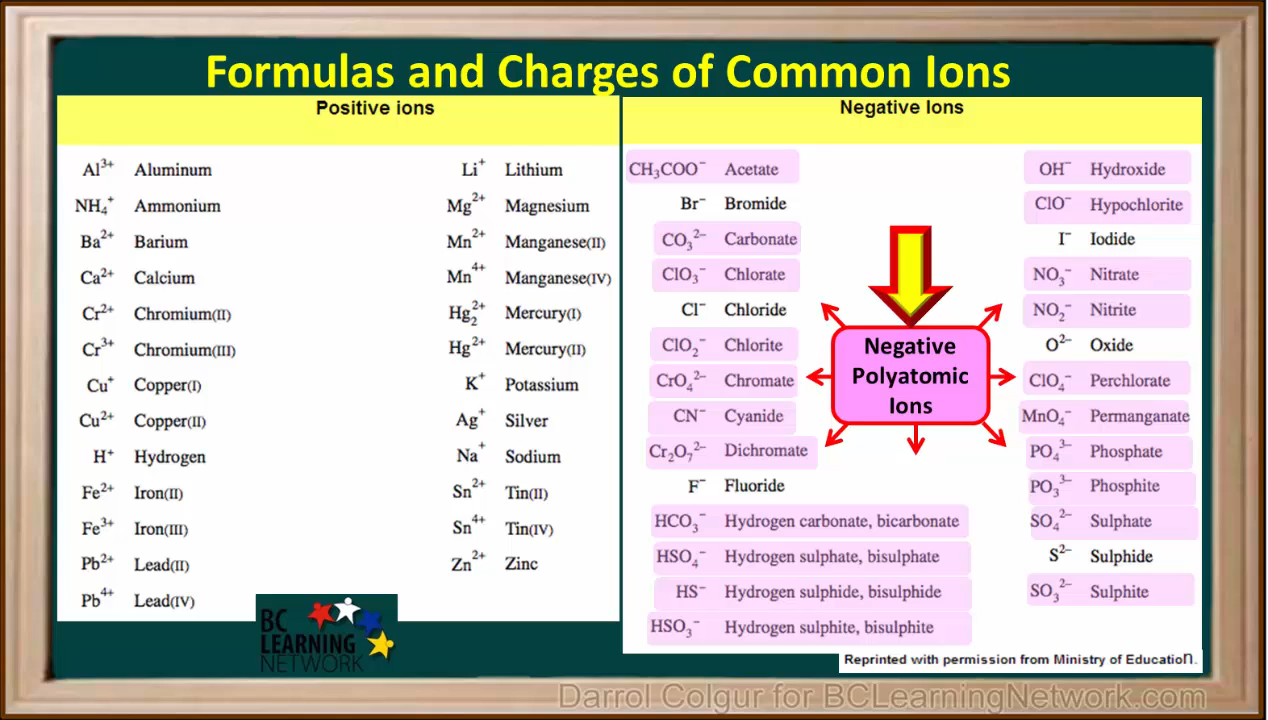 Formulas and Charges of Common Ions
Positive ions
Al³⁺ Aluminum
NH₄⁺ Ammonium
Ba²⁺ Barium
Ca²⁺ Calcium
Cr²⁺ Chromium(II)
Cr³⁺ Chromium(III)
Cu⁺ Copper(I)
Cu²⁺ Copper(II)
H⁺ Hydrogen
Fe²⁺ Iron(II)
Fe³⁺ Iron(III)
Pb²⁺ Lead(II)
Pb⁴⁺ Lead(IV)
Li⁺ Lithium
Mg²⁺ Magnesium
Mn²⁺ Manganese(II)
Mn⁴⁺ Manganese(IV)
Hg₂²⁺ Mercury(I)
Hg²⁺ Mercury(II)
K⁺ Potassium
Ag⁺ Silver
Na⁺ Sodium
Sn²⁺ Tin(II)
Sn⁴⁺ Tin(IV)
Zn²⁺ Zinc
Negative Ions
CH₃COO⁻ Acetate
Br⁻ Bromide
CO₃²⁻ Carbonate
ClO₃⁻ Chlorate
Cl⁻ Chloride
ClO₂⁻ Chlorite
CrO₄²⁻ Chromate
CN⁻ Cyanide
Cr₂O₇²⁻ Dichromate
F⁻ Fluoride
HCO₃⁻ Hydrogen carbonate, bicarbonate
HSO₄⁻ Hydrogen sulphate, bisulphate
HS⁻ Hydrogen sulphide, bisulphide
HSO₃⁻ Hydrogen sulphite, bisulphite
Negative
Polyatomic
Ions
OH⁻ Hydroxide
ClO⁻ Hypochlorite
I⁻ Iodide
NO₃⁻ Nitrate
NO₂⁻ Nitrite
O²⁻ Oxide
ClO₄⁻ Perchlorate
MnO₄⁻ Permanganate
PO₄³⁻ Phosphate
PO₃³⁻ Phosphite
SO₄²⁻ Sulphate
S²⁻ Sulphide
SO₃²⁻ Sulphite
BC
LEARNING
NETWORK
Reprinted with permission from Ministry of Education.
Darrol Colgur for BCLearningNetwork.com